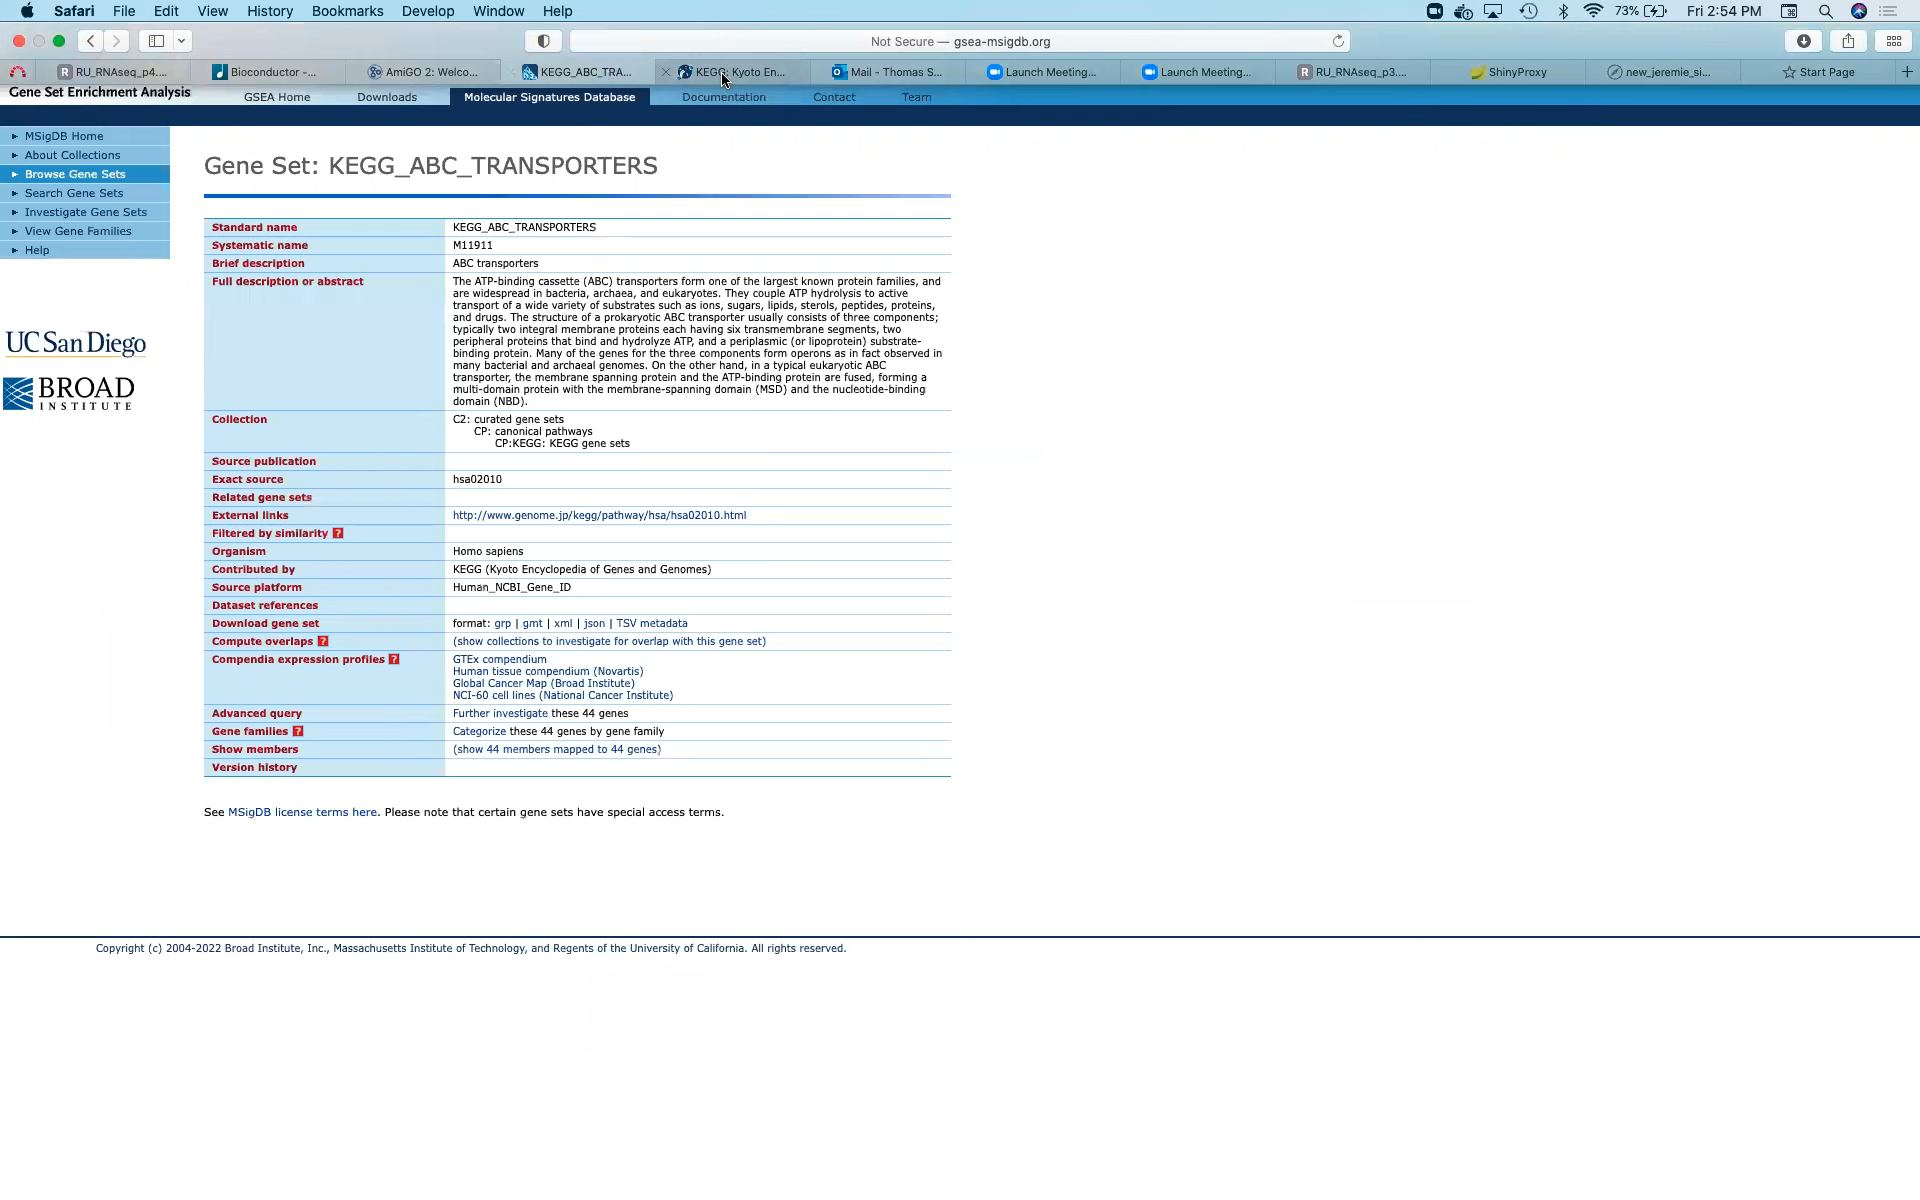 Safari File Edit View History Bookmarks Develop Window Help 73% Fri 2:54 PM
Not Secure — gsea-msigdb.org
RU_RNAseq_p4.... Bioconductor -... AmiGO 2: Welco... KEGG_ABC_TRA... KEGG: Kyoto En... Mail - Thomas S... Launch Meeting... Launch Meeting... RU_RNAseq_p3.... ShinyProxy new_jeremie_si... Start Page
Gene Set Enrichment Analysis
GSEA Home Downloads Molecular Signatures Database Documentation Contact Team
MSigDB Home
About Collections
Browse Gene Sets
Search Gene Sets
Investigate Gene Sets
View Gene Families
Help
UC San Diego
BROAD
INSTITUTE
Gene Set: KEGG_ABC_TRANSPORTERS
Standard name KEGG_ABC_TRANSPORTERS
Systematic name M11911
Brief description ABC transporters
Full description or abstract The ATP-binding cassette (ABC) transporters form one of the largest known protein families, and
are widespread in bacteria, archaea, and eukaryotes. They couple ATP hydrolysis to active
transport of a wide variety of substrates such as ions, sugars, lipids, sterols, peptides, proteins,
and drugs. The structure of a prokaryotic ABC transporter usually consists of three components;
typically two integral membrane proteins each having six transmembrane segments, two
peripheral proteins that bind and hydrolyze ATP, and a periplasmic (or lipoprotein) substrate-
binding protein. Many of the genes for the three components form operons as in fact observed in
many bacterial and archaeal genomes. On the other hand, in a typical eukaryotic ABC
transporter, the membrane spanning protein and the ATP-binding protein are fused, forming a
multi-domain protein with the membrane-spanning domain (MSD) and the nucleotide-binding
domain (NBD).
Collection C2: curated gene sets
CP: canonical pathways
CP:KEGG: KEGG gene sets
Source publication
Exact source hsa02010
Related gene sets
External links http://www.genome.jp/kegg/pathway/hsa/hsa02010.html
Filtered by similarity ?
Organism Homo sapiens
Contributed by KEGG (Kyoto Encyclopedia of Genes and Genomes)
Source platform Human_NCBI_Gene_ID
Dataset references
Download gene set format: grp | gmt | xml | json | TSV metadata
Compute overlaps ? (show collections to investigate for overlap with this gene set)
Compendia expression profiles ? GTEx compendium
Human tissue compendium (Novartis)
Global Cancer Map (Broad Institute)
NCI-60 cell lines (National Cancer Institute)
Advanced query Further investigate these 44 genes
Gene families ? Categorize these 44 genes by gene family
Show members (show 44 members mapped to 44 genes)
Version history
See MSigDB license terms here. Please note that certain gene sets have special access terms.
Copyright (c) 2004-2022 Broad Institute, Inc., Massachusetts Institute of Technology, and Regents of the University of California. All rights reserved.